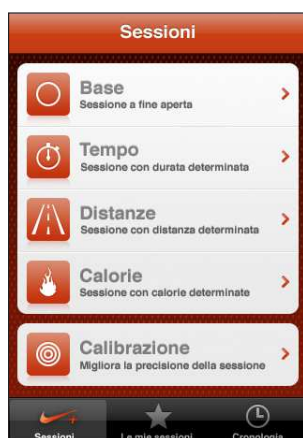 Sessioni
Base
Sessione a fine aperta
Tempo
Sessione con durata determinata
Distanze
Sessione con distanza determinata
Calorie
Sessione con calorie determinate
Calibrazione
Migliora la precisione della sessione
Sessioni Le mie sessioni Cronologia